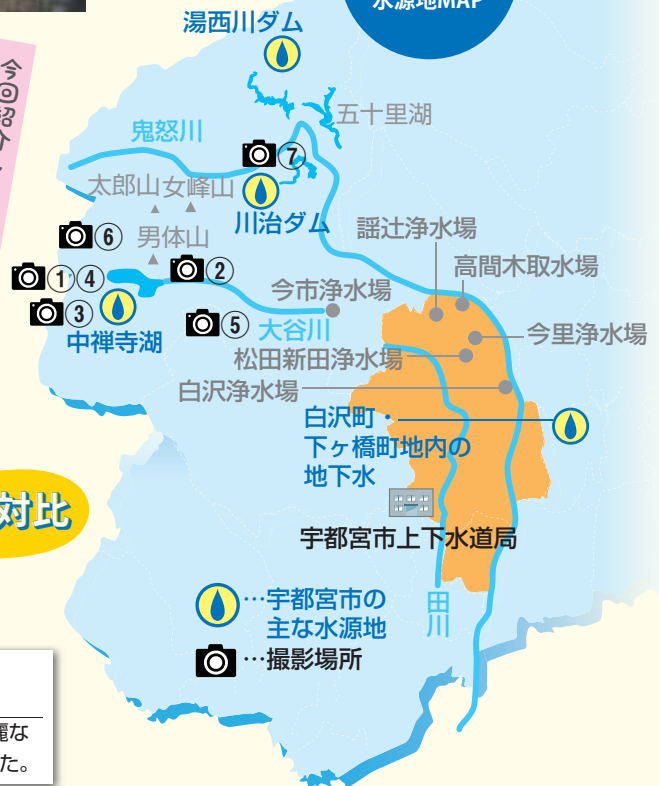 水源地MAP
湯西川ダム
今回紹介
五十里湖
鬼怒川
⑦
太郎山
女峰山
川治ダム
謡辻浄水場
⑥
男体山
高間木取水場
①④
②
今市浄水場
③
中禅寺湖
⑤
大谷川
今里浄水場
松田新田浄水場
白沢浄水場
白沢町・
下ヶ橋町地内の
地下水
対比
宇都宮市上下水道局
田川
…宇都宮市の
主な水源地
…撮影場所
麗な
た。